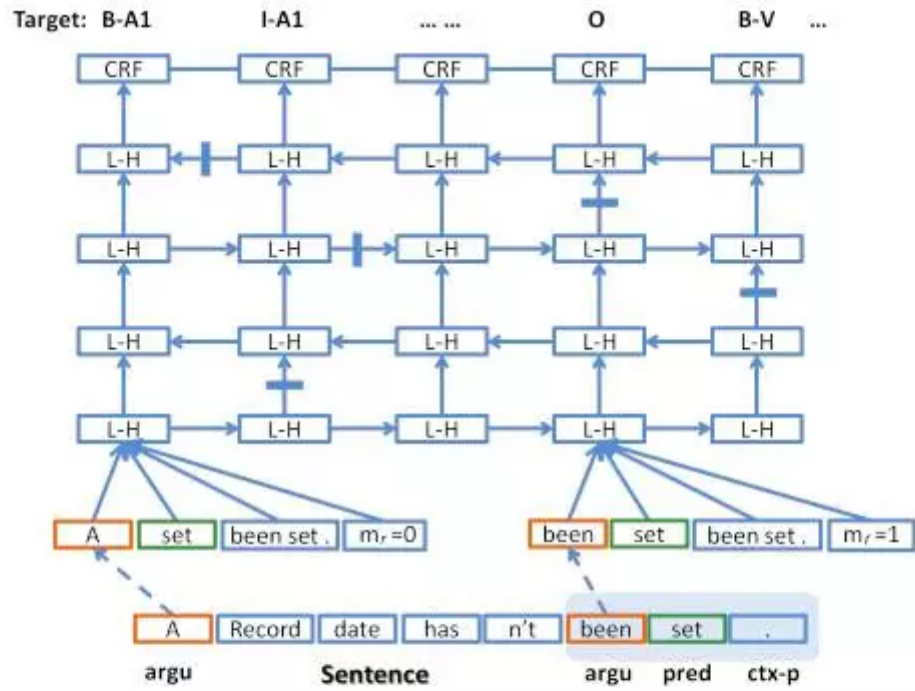 Target: B-A1 I-A1 ... ... O B-V ...
CRF CRF CRF CRF CRF
L-H L-H L-H L-H L-H
L-H L-H L-H L-H L-H
L-H L-H L-H L-H L-H
L-H L-H L-H L-H L-H
A set been set . mᵣ=0 been set been set . mᵣ=1
A Record date has n't been set .
argu Sentence argu pred ctx-p